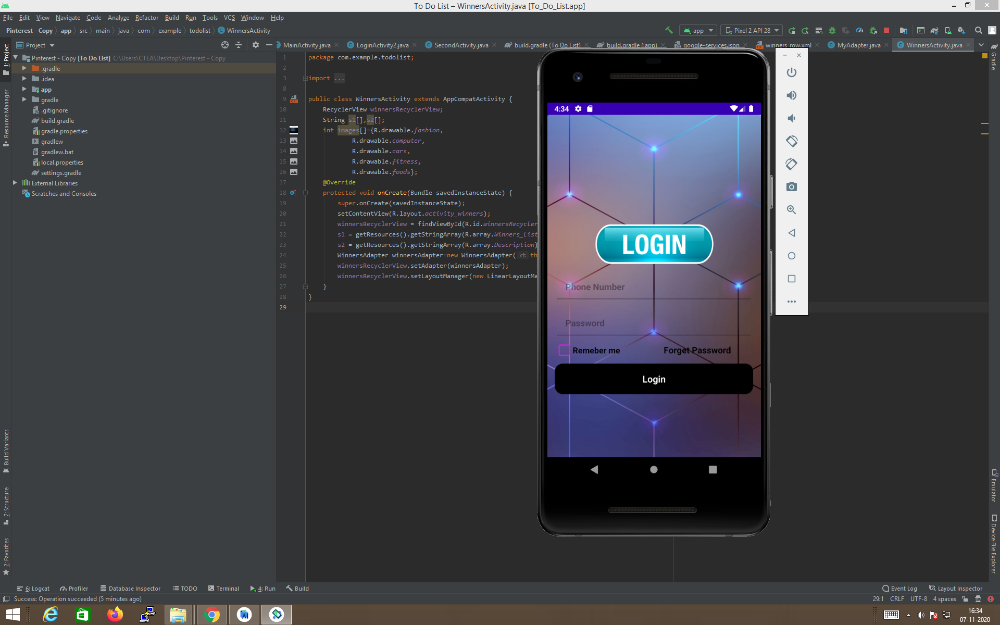 To Do List – WinnersActivity.java [To_Do_List.app]
File Edit View Navigate Code Analyze Refactor Build Run Tools VCS Window Help
Pinterest - Copy app src main java com example todolist WinnersActivity
app Pixel 2 API 28
Project
MainActivity.java LoginActivity2.java SecondActivity.java build.gradle (To Do List) build.gradle (:app) google-services.json winners_row.xml MyAdapter.java WinnersActivity.java
1: Project
Resource Manager
Build Variants
7: Structure
2: Favorites
Pinterest - Copy [To Do List] C:\Users\CTEA\Desktop\Pinterest - Copy
.gradle
.idea
app
gradle
.gitignore
build.gradle
gradle.properties
gradlew
gradlew.bat
local.properties
settings.gradle
External Libraries
Scratches and Consoles
1 package com.example.todolist;
2
3 import ...
8
9 public class WinnersActivity extends AppCompatActivity {
10 RecyclerView winnersRecyclerView;
11 String s1[],s2[];
12 int images[]={R.drawable.fashion,
13 R.drawable.computer,
14 R.drawable.cars,
15 R.drawable.fitness,
16 R.drawable.foods};
17 @Override
18 protected void onCreate(Bundle savedInstanceState) {
19 super.onCreate(savedInstanceState);
20 setContentView(R.layout.activity_winners);
21 winnersRecyclerView = findViewById(R.id.winnersRecycler
22 s1 = getResources().getStringArray(R.array.Winners_List
23 s2 = getResources().getStringArray(R.array.Description)
24 WinnersAdapter winnersAdapter=new WinnersAdapter( ct: th
25 winnersRecyclerView.setAdapter(winnersAdapter);
26 winnersRecyclerView.setLayoutManager(new LinearLayoutMa
27 }
28 }
29
4:34
LOGIN
Phone Number
Password
Remeber me Forget Password
Login
Gradle
Emulator
Device File Explorer
6: Logcat Profiler Database Inspector TODO Terminal 4: Run Build Event Log Layout Inspector
Success: Operation succeeded (5 minutes ago) 29:1 CRLF UTF-8 4 spaces
16:34
07-11-2020